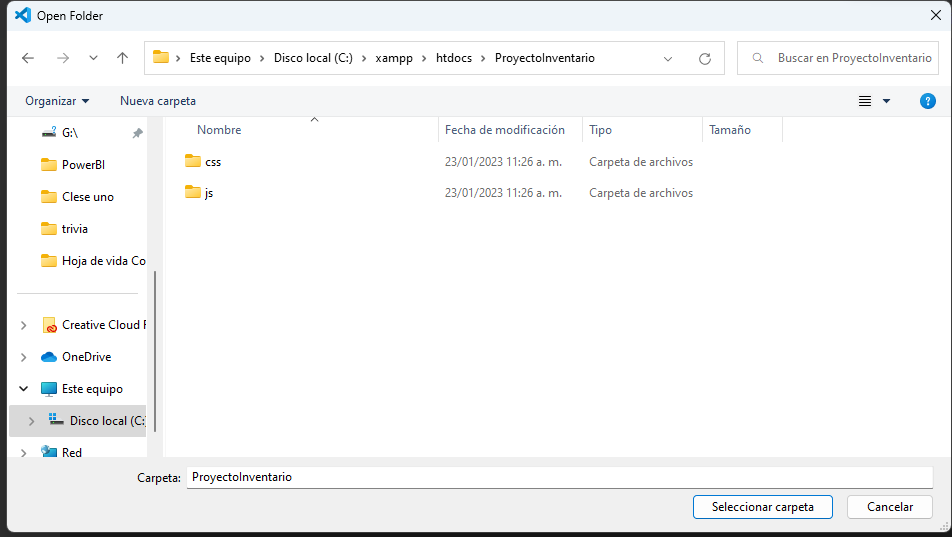 Open Folder
Este equipo Disco local (C:) xampp htdocs ProyectoInventario
Buscar en ProyectoInventario
Organizar Nueva carpeta
?
Nombre Fecha de modificación Tipo Tamaño
G:\
PowerBI
Clese uno
trivia
Hoja de vida Co
css 23/01/2023 11:26 a. m. Carpeta de archivos
js 23/01/2023 11:26 a. m. Carpeta de archivos
Creative Cloud F
OneDrive
Este equipo
Disco local (C:)
Red
Carpeta: ProyectoInventario
Seleccionar carpeta Cancelar